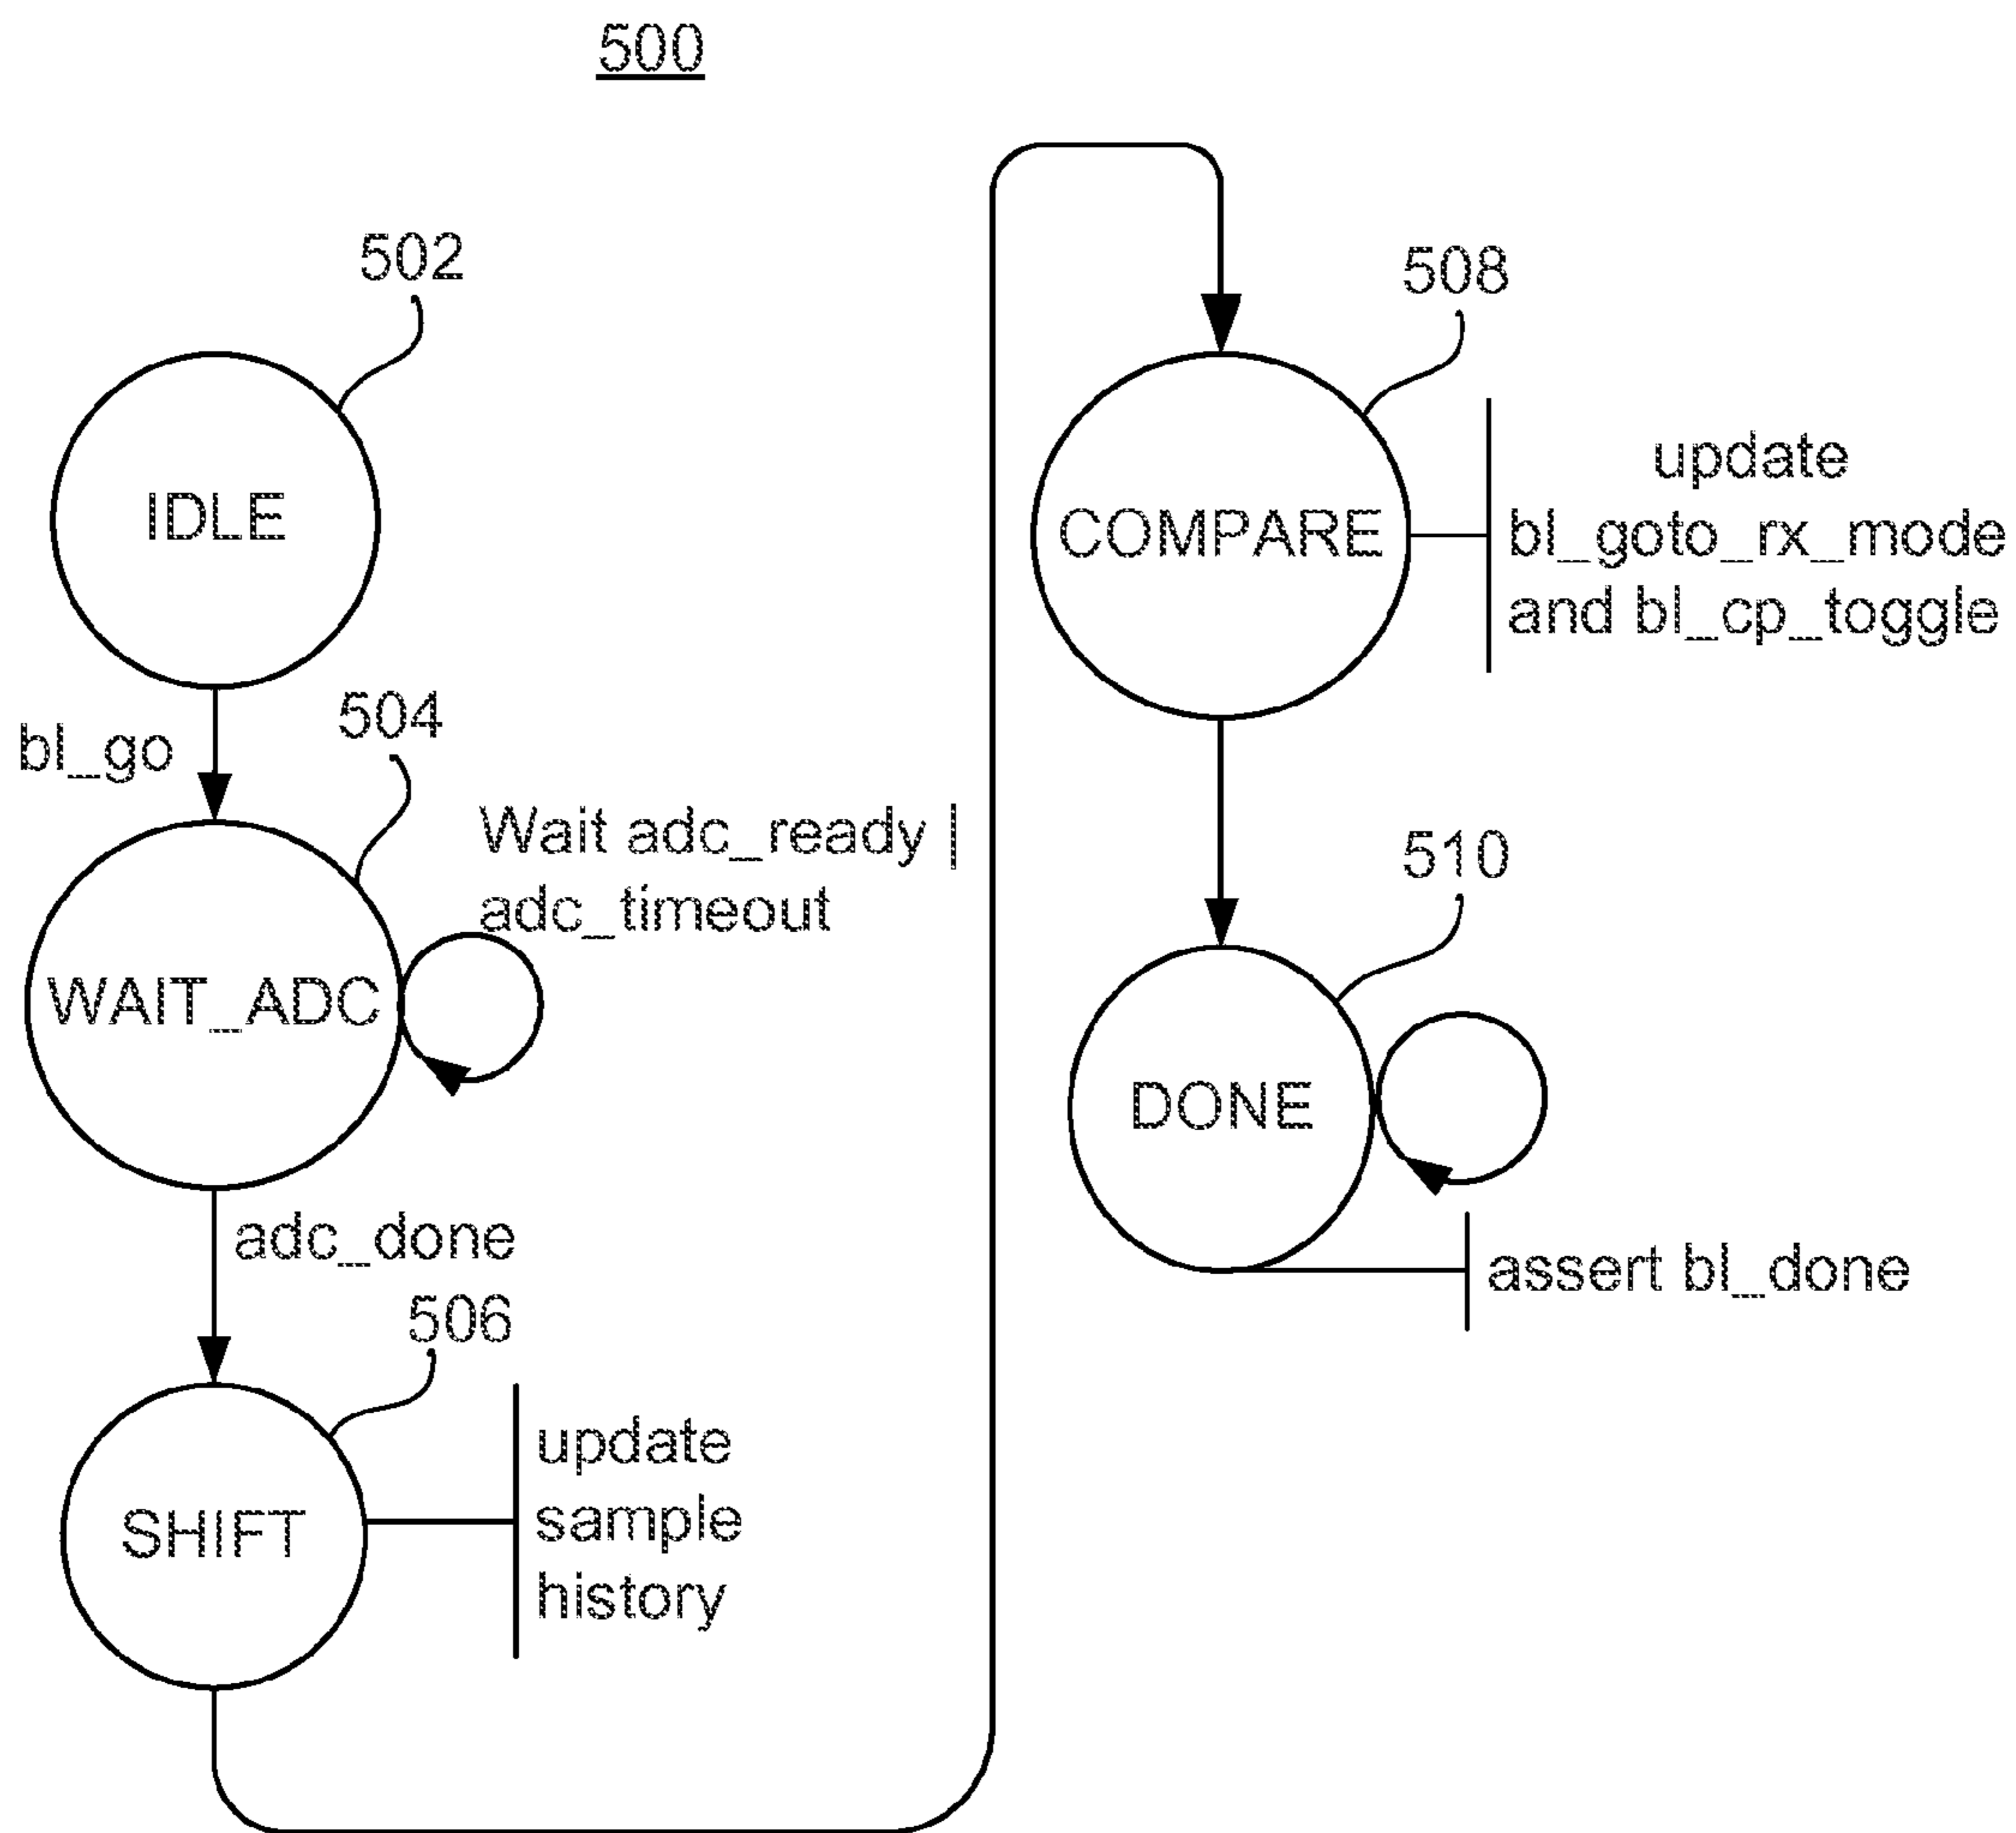 500
502
IDLE
bl_go
504
Wait adc_ready |
adc_timeout
WAIT_ADC
adc_done
506
SHIFT
update
sample
history
508
COMPARE
update
bl_goto_rx_mode
and bl_cp_toggle
510
DONE
assert bl_done